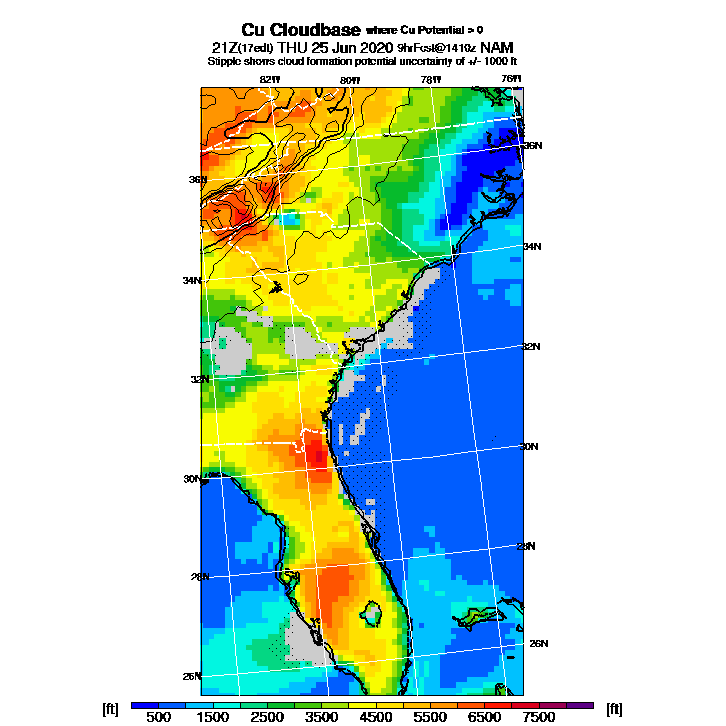 Cu Cloudbase where Cu Potential > 0
21Z(17edt) THU 25 Jun 2020 9hrFcst@1410z NAM
Stipple shows cloud formation potential uncertainty of +/- 1000 ft
82W 80W 78W 76W
36N
36N
34N
34N
32N
32N
30N
30N
28N
28N
26N
26N
[ft] 500 1500 2500 3500 4500 5500 6500 7500 [ft]